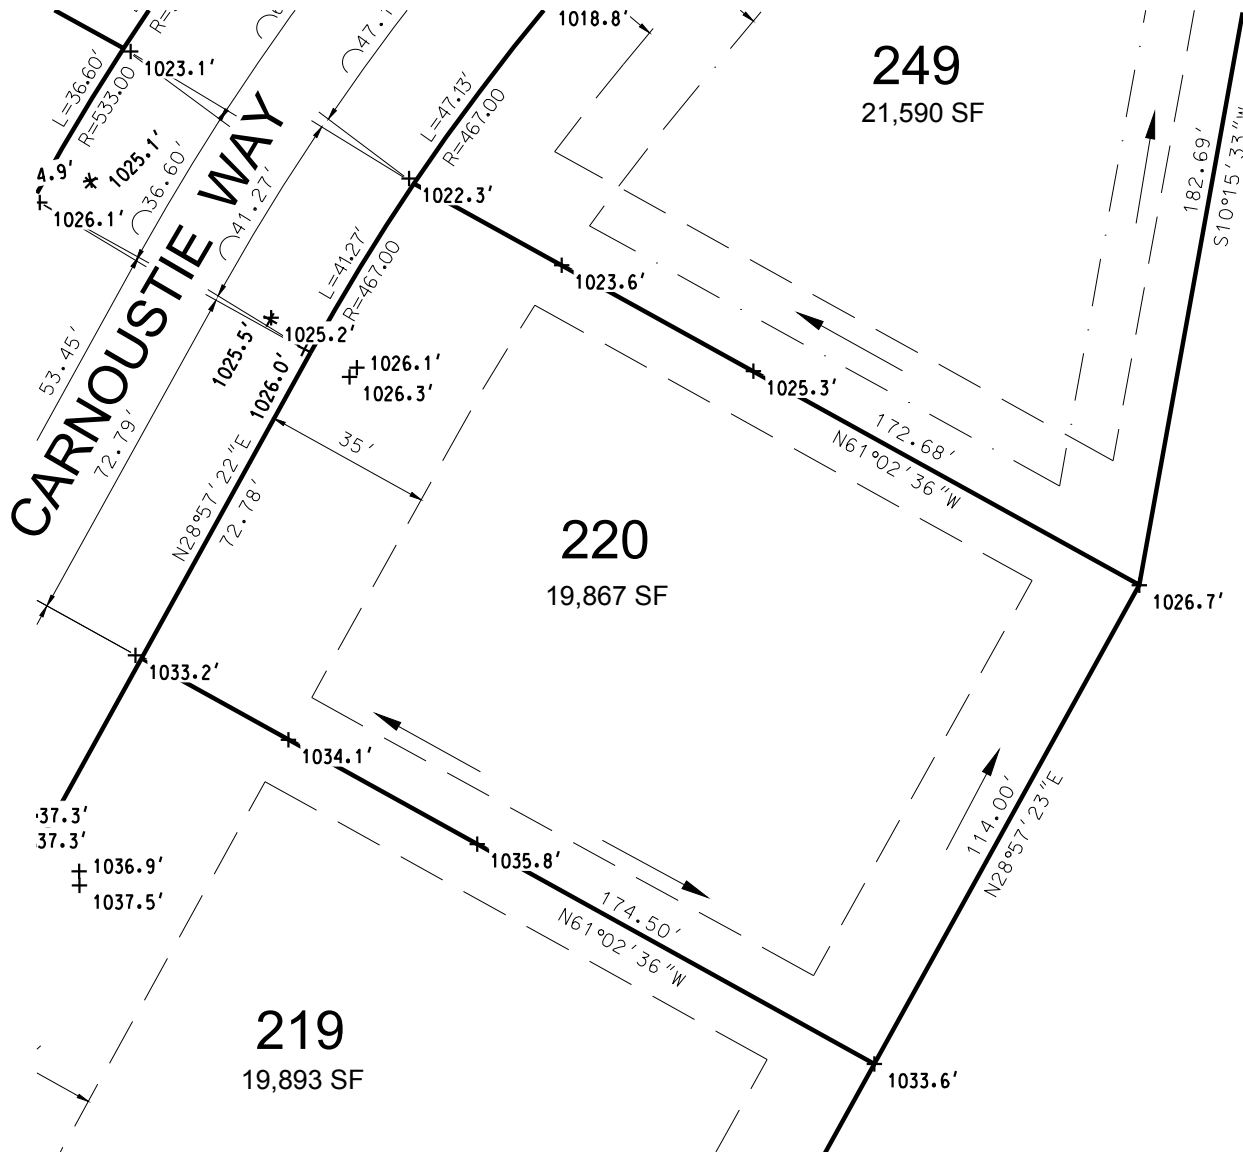 1018.8′
249
21,590 SF
1023.1′
L=36.60′
R=533.00
L=47.13′
R=467.00
182.69′
1025.1′
36.60′
41.27′
1026.1′
1022.3′
CARNOUSTIE WAY
L=41.27′
R=467.00
1023.6′
53.45′
72.79′
1025.5′
1025.2′
1026.0′
1026.1′
1026.3′
1025.3′
172.68′
N61°02′36″W
35′
N28°57′22″E
72.78′
220
19,867 SF
1026.7′
1033.2′
1034.1′
114.00′
N28°57′23″E
1035.8′
174.50′
N61°02′36″W
37.3′
37.3′
1036.9′
1037.5′
219
19,893 SF
1033.6′